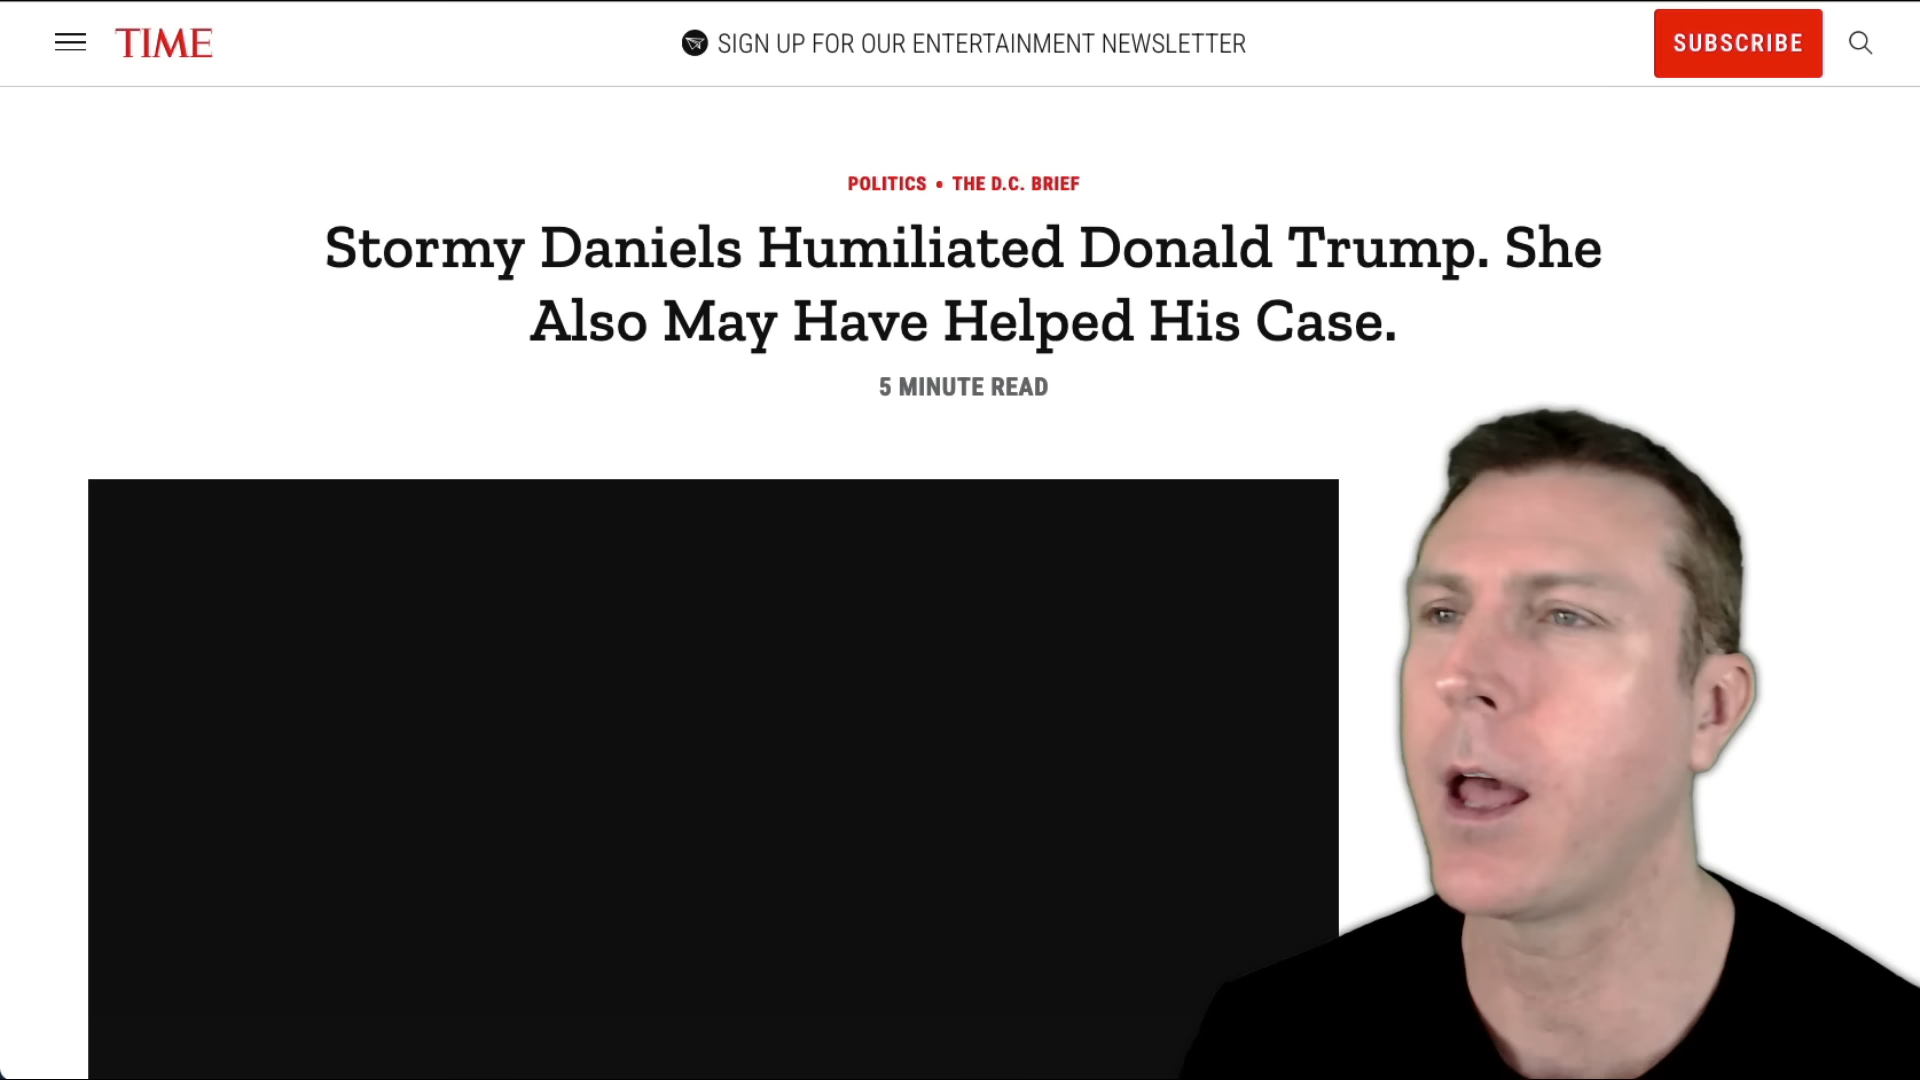 TIME
SIGN UP FOR OUR ENTERTAINMENT NEWSLETTER
SUBSCRIBE
POLITICS • THE D.C. BRIEF
Stormy Daniels Humiliated Donald Trump. She
Also May Have Helped His Case.
5 MINUTE READ